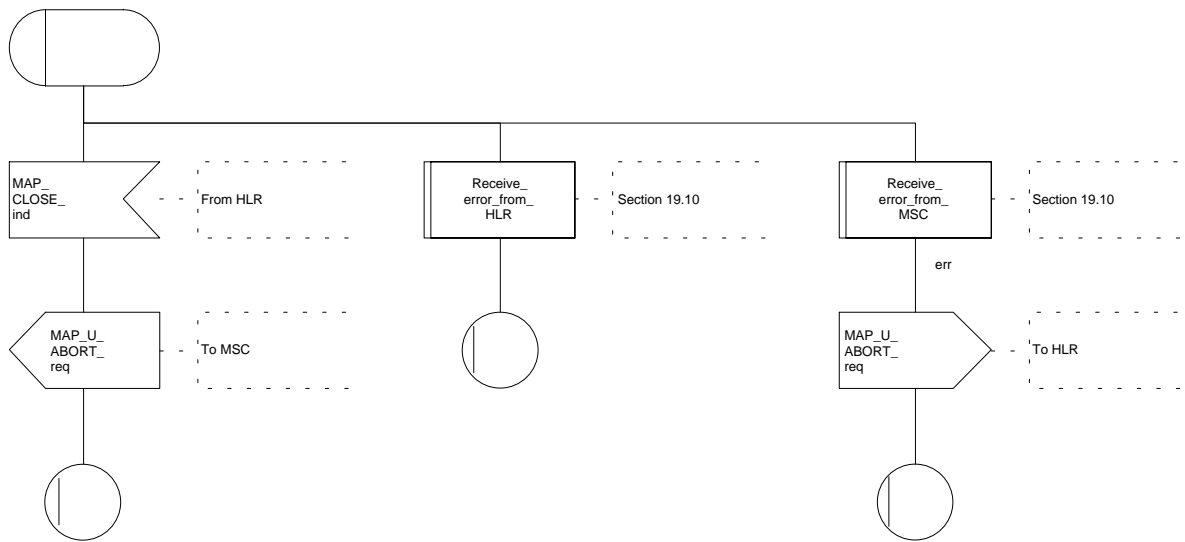 MAP_
CLOSE_
ind
From HLR
Receive_
error_from_
HLR
Section 19.10
Receive_
error_from_
MSC
Section 19.10
err
MAP_U_
ABORT_
req
To MSC
MAP_U_
ABORT_
req
To HLR